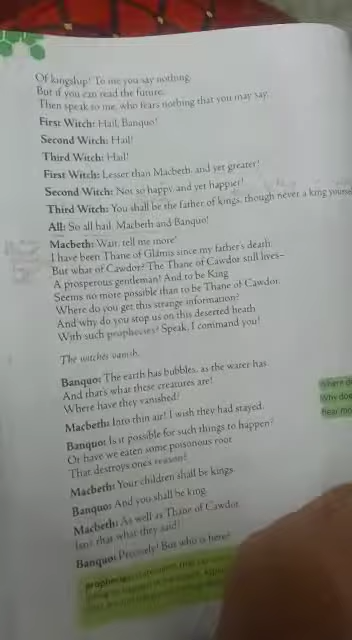 Of kingship! To me you say nothing.
But if you can read the future,
Then speak to me, who fears nothing that you may say.
First Witch: Hail, Banquo!
Second Witch: Hail!
Third Witch: Hail!
First Witch: Lesser than Macbeth, and yet greater!
Second Witch: Not so happy, and yet happier!
Third Witch: You shall be the father of kings, though never a king
All: So all hail, Macbeth and Banquo!
Macbeth: Wait, tell me more!
I have been Thane of Glamis since my father's death.
But what of Cawdor? The Thane of Cawdor still lives–
A prosperous gentleman! And to be King
Seems no more possible than to be Thane of Cawdor.
Where do you get this strange information?
And why do you stop us on this deserted heath
With such prophecies? Speak, I command you!
The witches vanish.
Banquo: The earth has bubbles, as the water has.
And that's what these creatures are!
Where have they vanished?
Macbeth: Into thin air! I wish they had stayed.
Banquo: Is it possible for such things to happen?
Or have we eaten some poisonous root
That destroys one's reason?
Macbeth: Your children shall be kings.
Banquo: And you shall be king.
Macbeth: As well as Thane of Cawdor.
Isn't that what they said?
Banquo: Precisely! But who is here?